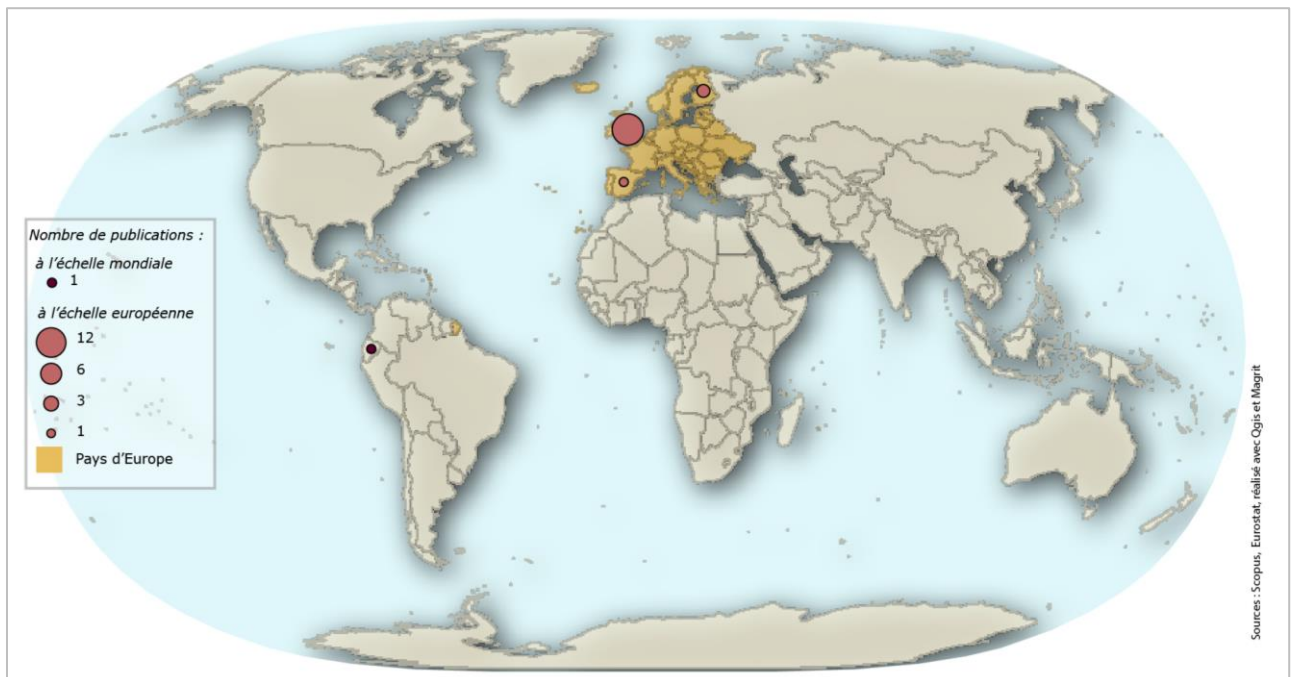 Nombre de publications :
à l'échelle mondiale
1
à l'échelle européenne
12
6
3
1
Pays d'Europe
Sources : Scopus, Eurostat, réalisé avec Qgis et Magrit